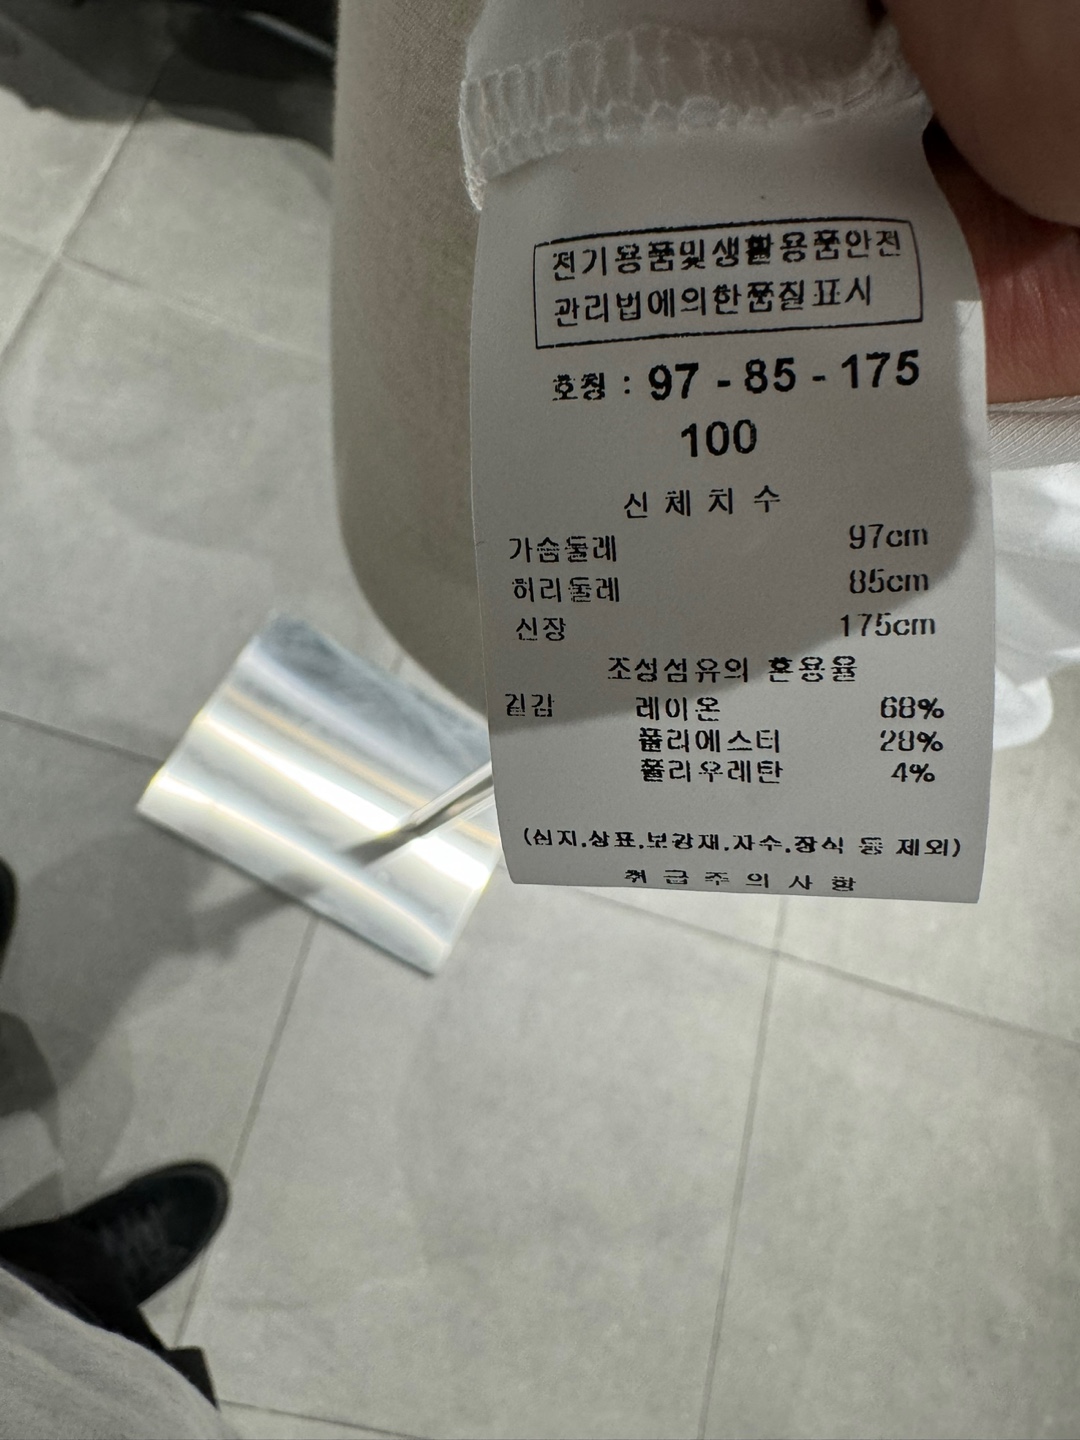 전기용품및생활용품안전
관리법에의한품질표시
호칭 : 97 - 85 - 175
100
신체치수
가슴둘레 97cm
허리둘레 85cm
신장 175cm
조성섬유의 혼용율
겉감 레이온 68%
폴리에스터 28%
폴리우레탄 4%
(심지.상표.보강재.자수.장식 등 제외)
취급주의사항